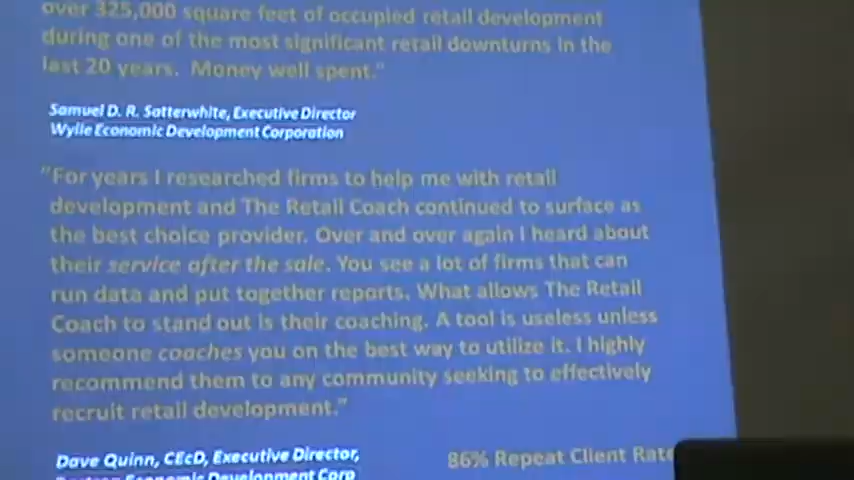 over 325,000 square feet of occupied retail development
during one of the most significant retail downturns in the
last 20 years. Money well spent."
Samuel D. R. Satterwhite, Executive Director
Wylie Economic Development Corporation
"For years I researched firms to help me with retail
development and The Retail Coach continued to surface as
the best choice provider. Over and over again I heard about
their service after the sale. You see a lot of firms that can
run data and put together reports. What allows The Retail
Coach to stand out is their coaching. A tool is useless unless
someone coaches you on the best way to utilize it. I highly
recommend them to any community seeking to effectively
recruit retail development."
Dave Quinn, CEcD, Executive Director,
86% Repeat Client Rate
Economic Development Corp